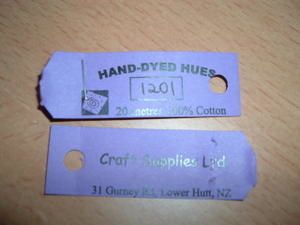 HAND-DYED HUES
1201
20 metres 100% Cotton
Craft Supplies Ltd
31 Gurney Rd, Lower Hutt, NZ